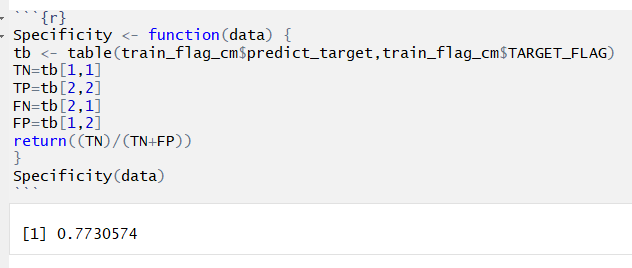 ```{r}
Specificity <- function(data) {
tb <- table(train_flag_cm$predict_target,train_flag_cm$TARGET_FLAG)
TN=tb[1,1]
TP=tb[2,2]
FN=tb[2,1]
FP=tb[1,2]
return((TN)/(TN+FP))
}
Specificity(data)
```
[1] 0.7730574